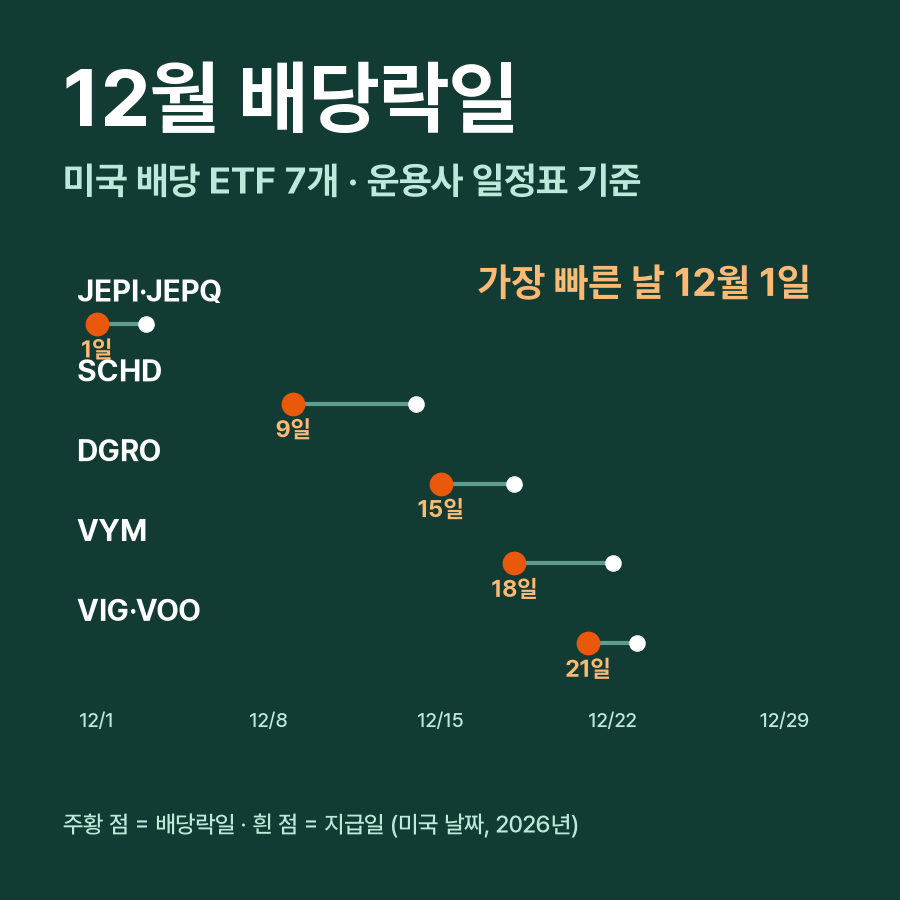 12월 배당락일
미국 배당 ETF 7개 · 운용사 일정표 기준
가장 빠른 날 12월 1일
JEPI·JEPQ
1일
SCHD
9일
DGRO
15일
VYM
18일
VIG·VOO
21일
12/1 12/8 12/15 12/22 12/29
주황 점 = 배당락일 · 흰 점 = 지급일 (미국 날짜, 2026년)